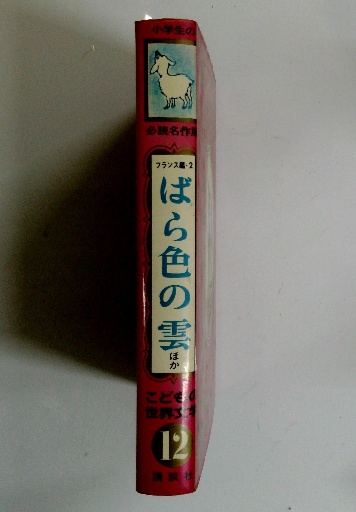 小学生の
必読名作集
フランス編・2
ばら色の雲
ほか
こどもの
世界文学
12
講談社